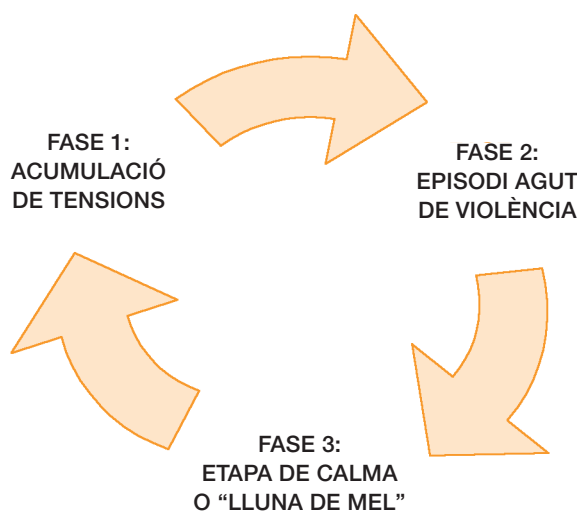 FASE 1:
ACUMULACIÓ
DE TENSIONS
FASE 2:
EPISODI AGUT
DE VIOLÈNCIA
FASE 3:
ETAPA DE CALMA
O “LLUNA DE MEL”